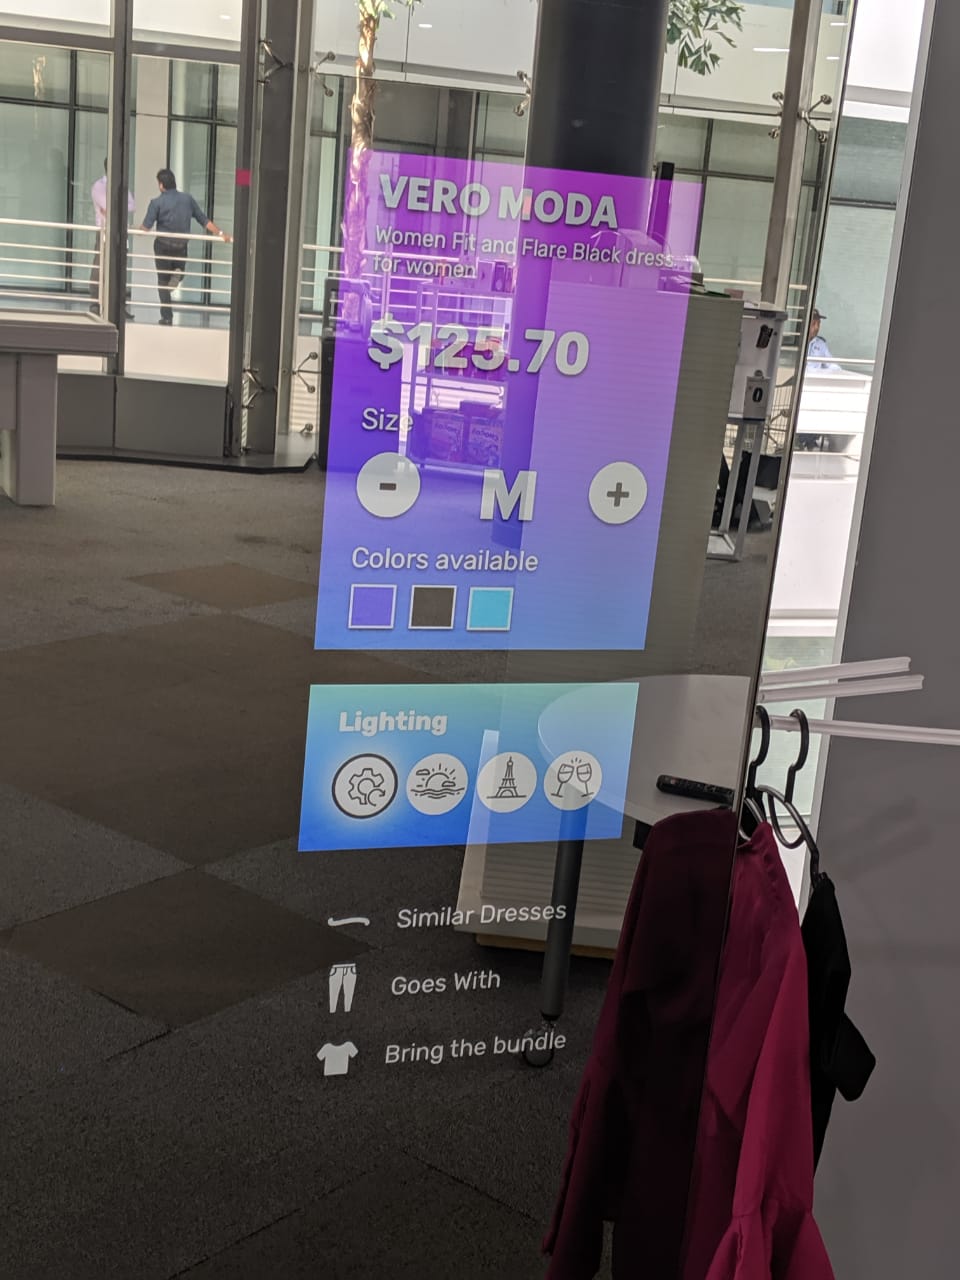 VERO MODA
Women Fit and Flare Black dress
for women
$125.70
Size
- M +
Colors available
Lighting
Similar Dresses
Goes With
Bring the bundle